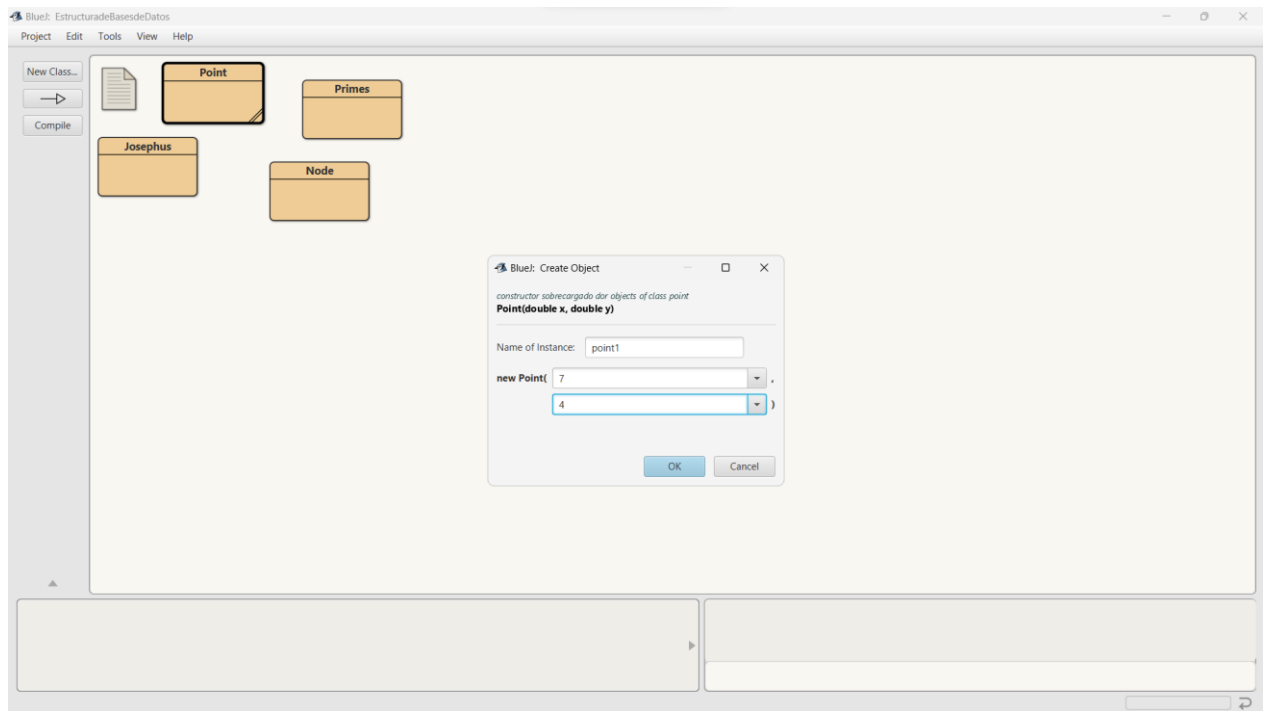 BlueJ: EstructuradeBasesdeDatos
Project Edit Tools View Help
New Class...
Compile
Point
Primes
Josephus
Node
BlueJ: Create Object
constructor sobrecargado dor objects of class point
Point(double x, double y)
Name of Instance: point1
new Point( 7 ,
4 )
OK Cancel